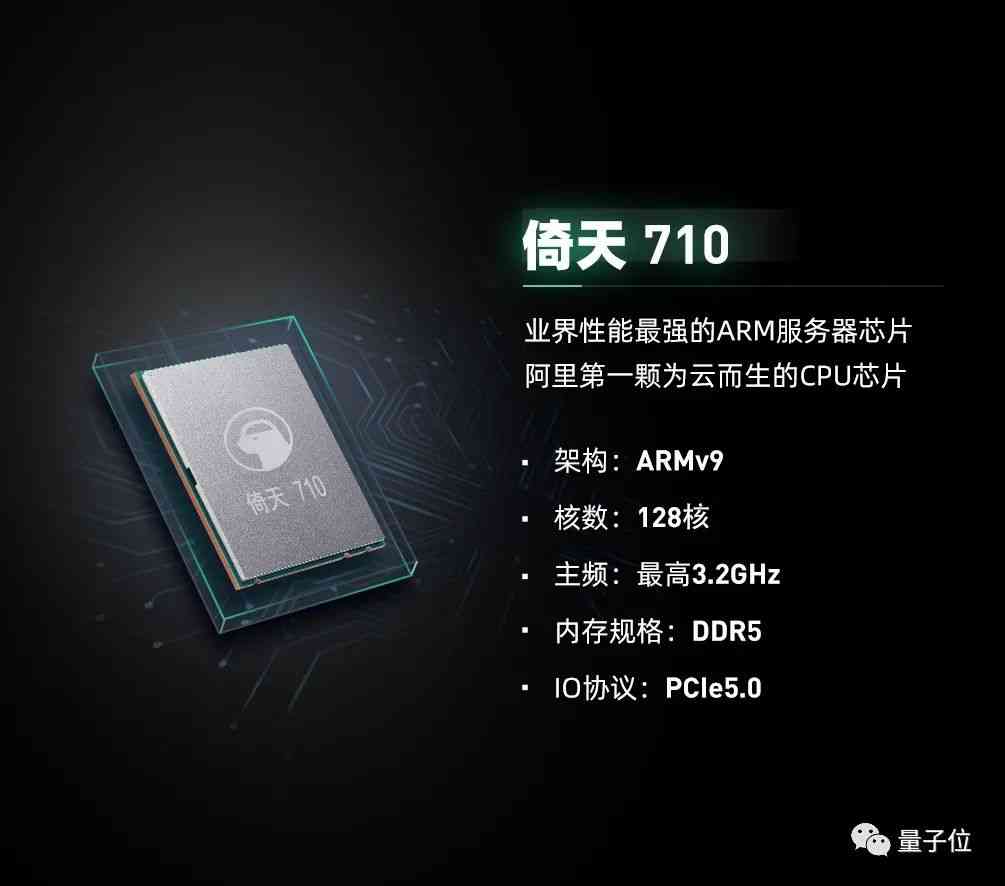 倚天 710
业界性能最强的ARM服务器芯片
阿里第一颗为云而生的CPU芯片
▪ 架构：ARMv9
▪ 核数：128核
▪ 主频：最高3.2GHz
▪ 内存规格：DDR5
▪ IO协议：PCIe5.0
倚天 710
量子位